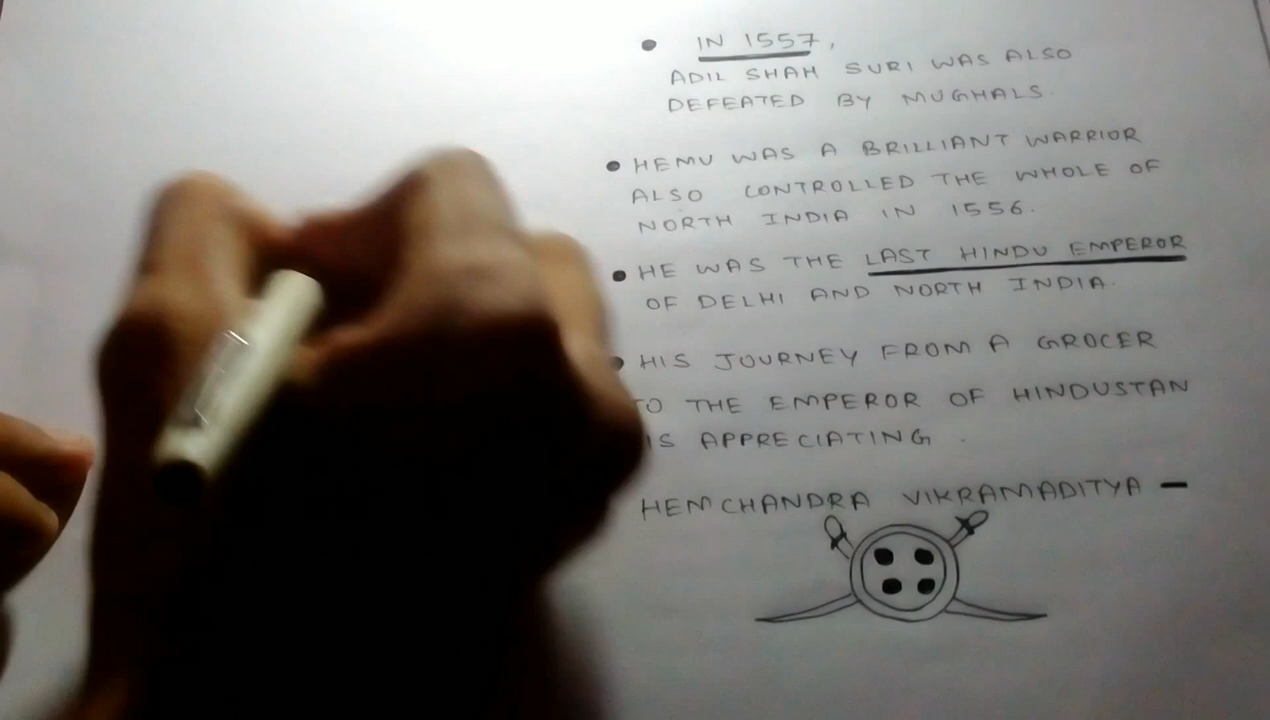 IN 1557,
ADIL SHAH SURI WAS ALSO
DEFEATED BY MUGHALS.
HEMU WAS A BRILLIANT WARRIOR
ALSO CONTROLLED THE WHOLE OF
NORTH INDIA IN 1556.
HE WAS THE LAST HINDU EMPEROR
OF DELHI AND NORTH INDIA.
HIS JOURNEY FROM A GROCER
TO THE EMPEROR OF HINDUSTAN
IS APPRECIATING.
HEMCHANDRA VIKRAMADITYA —